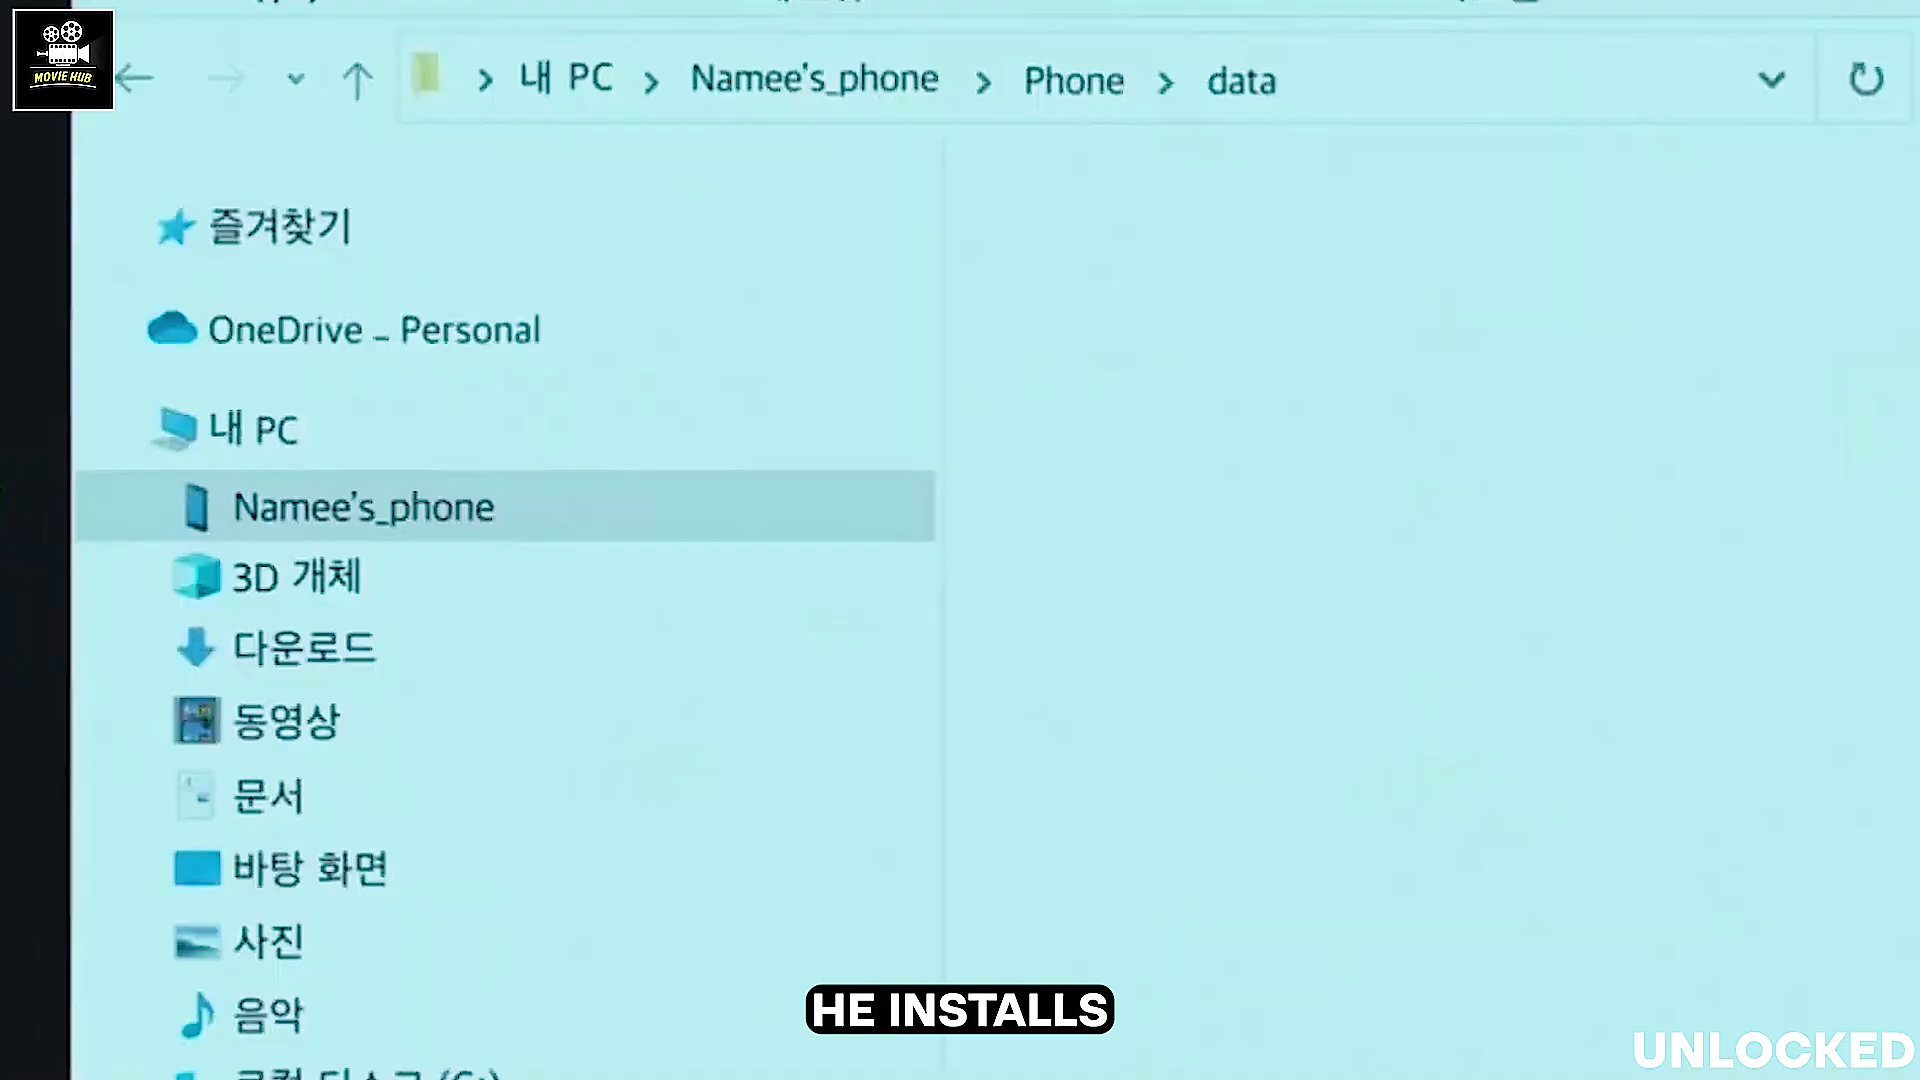 MOVIE HUB
내 PC > Namee's_phone > Phone > data
즐겨찾기
OneDrive - Personal
내 PC
Namee's_phone
3D 개체
다운로드
동영상
문서
바탕 화면
사진
음악
HE INSTALLS
UNLOCKED